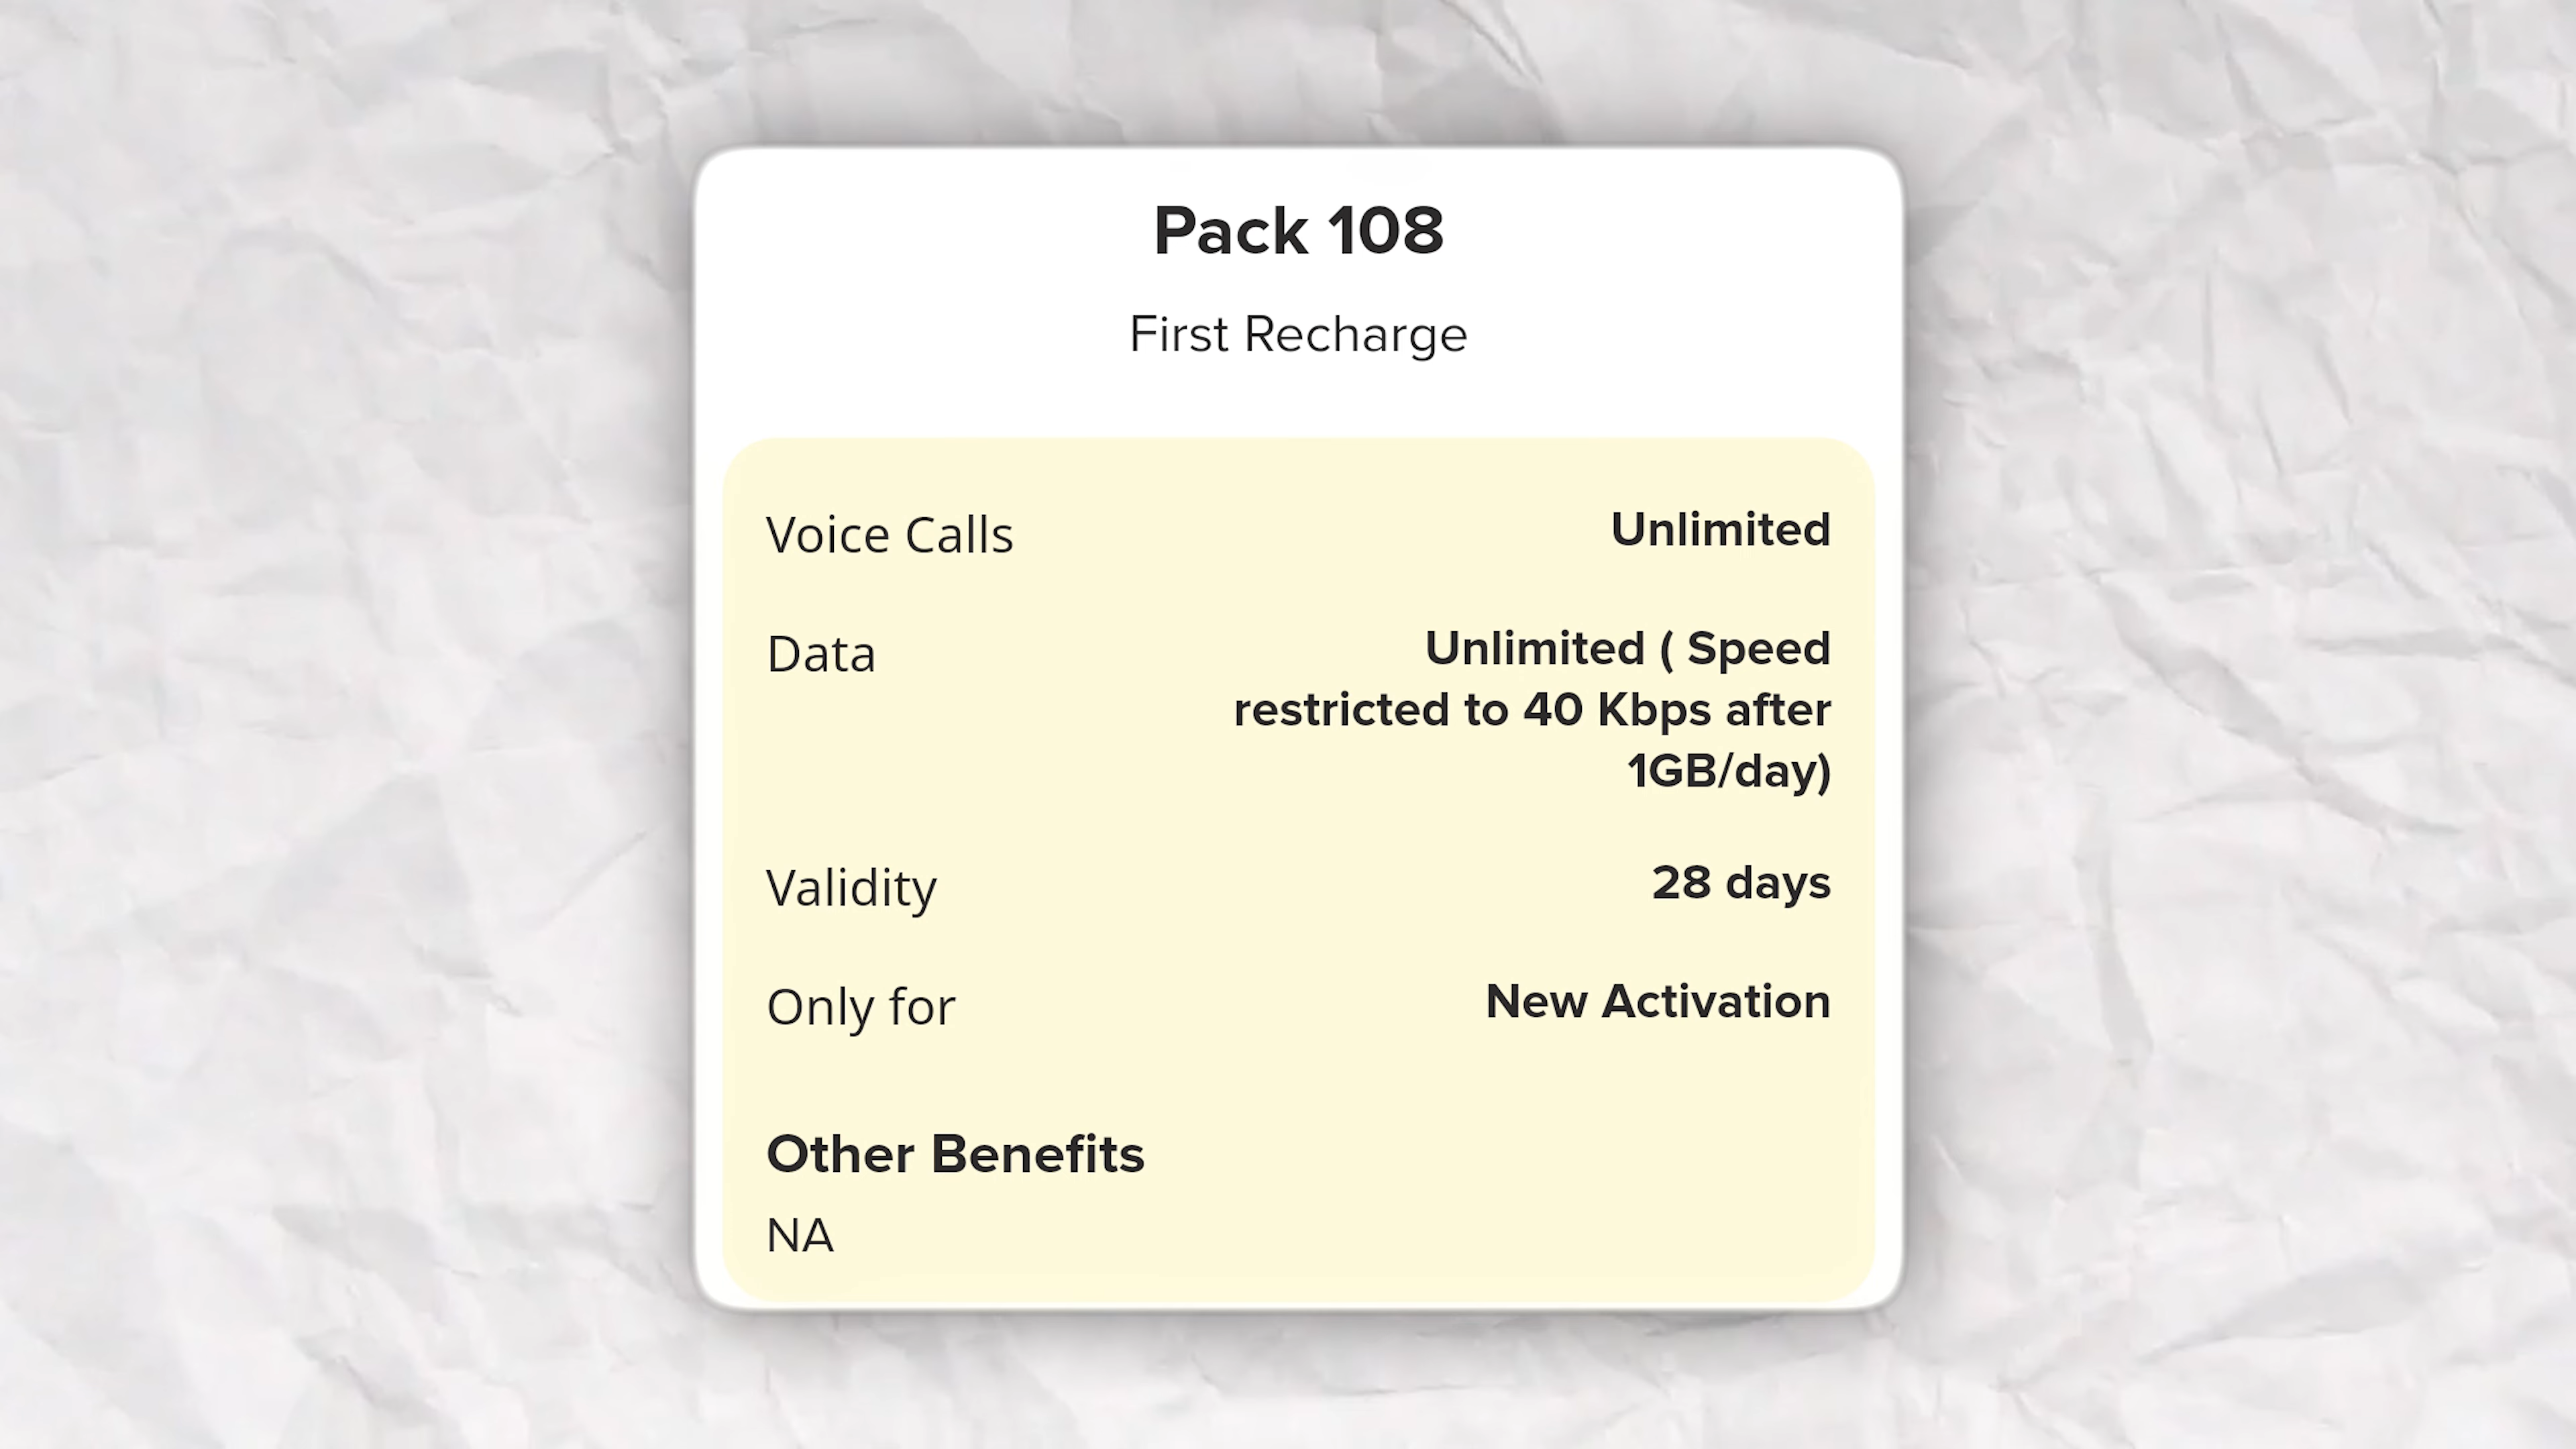 Pack 108
First Recharge
Voice Calls Unlimited
Data Unlimited ( Speed
restricted to 40 Kbps after
1GB/day)
Validity 28 days
Only for New Activation
Other Benefits
NA